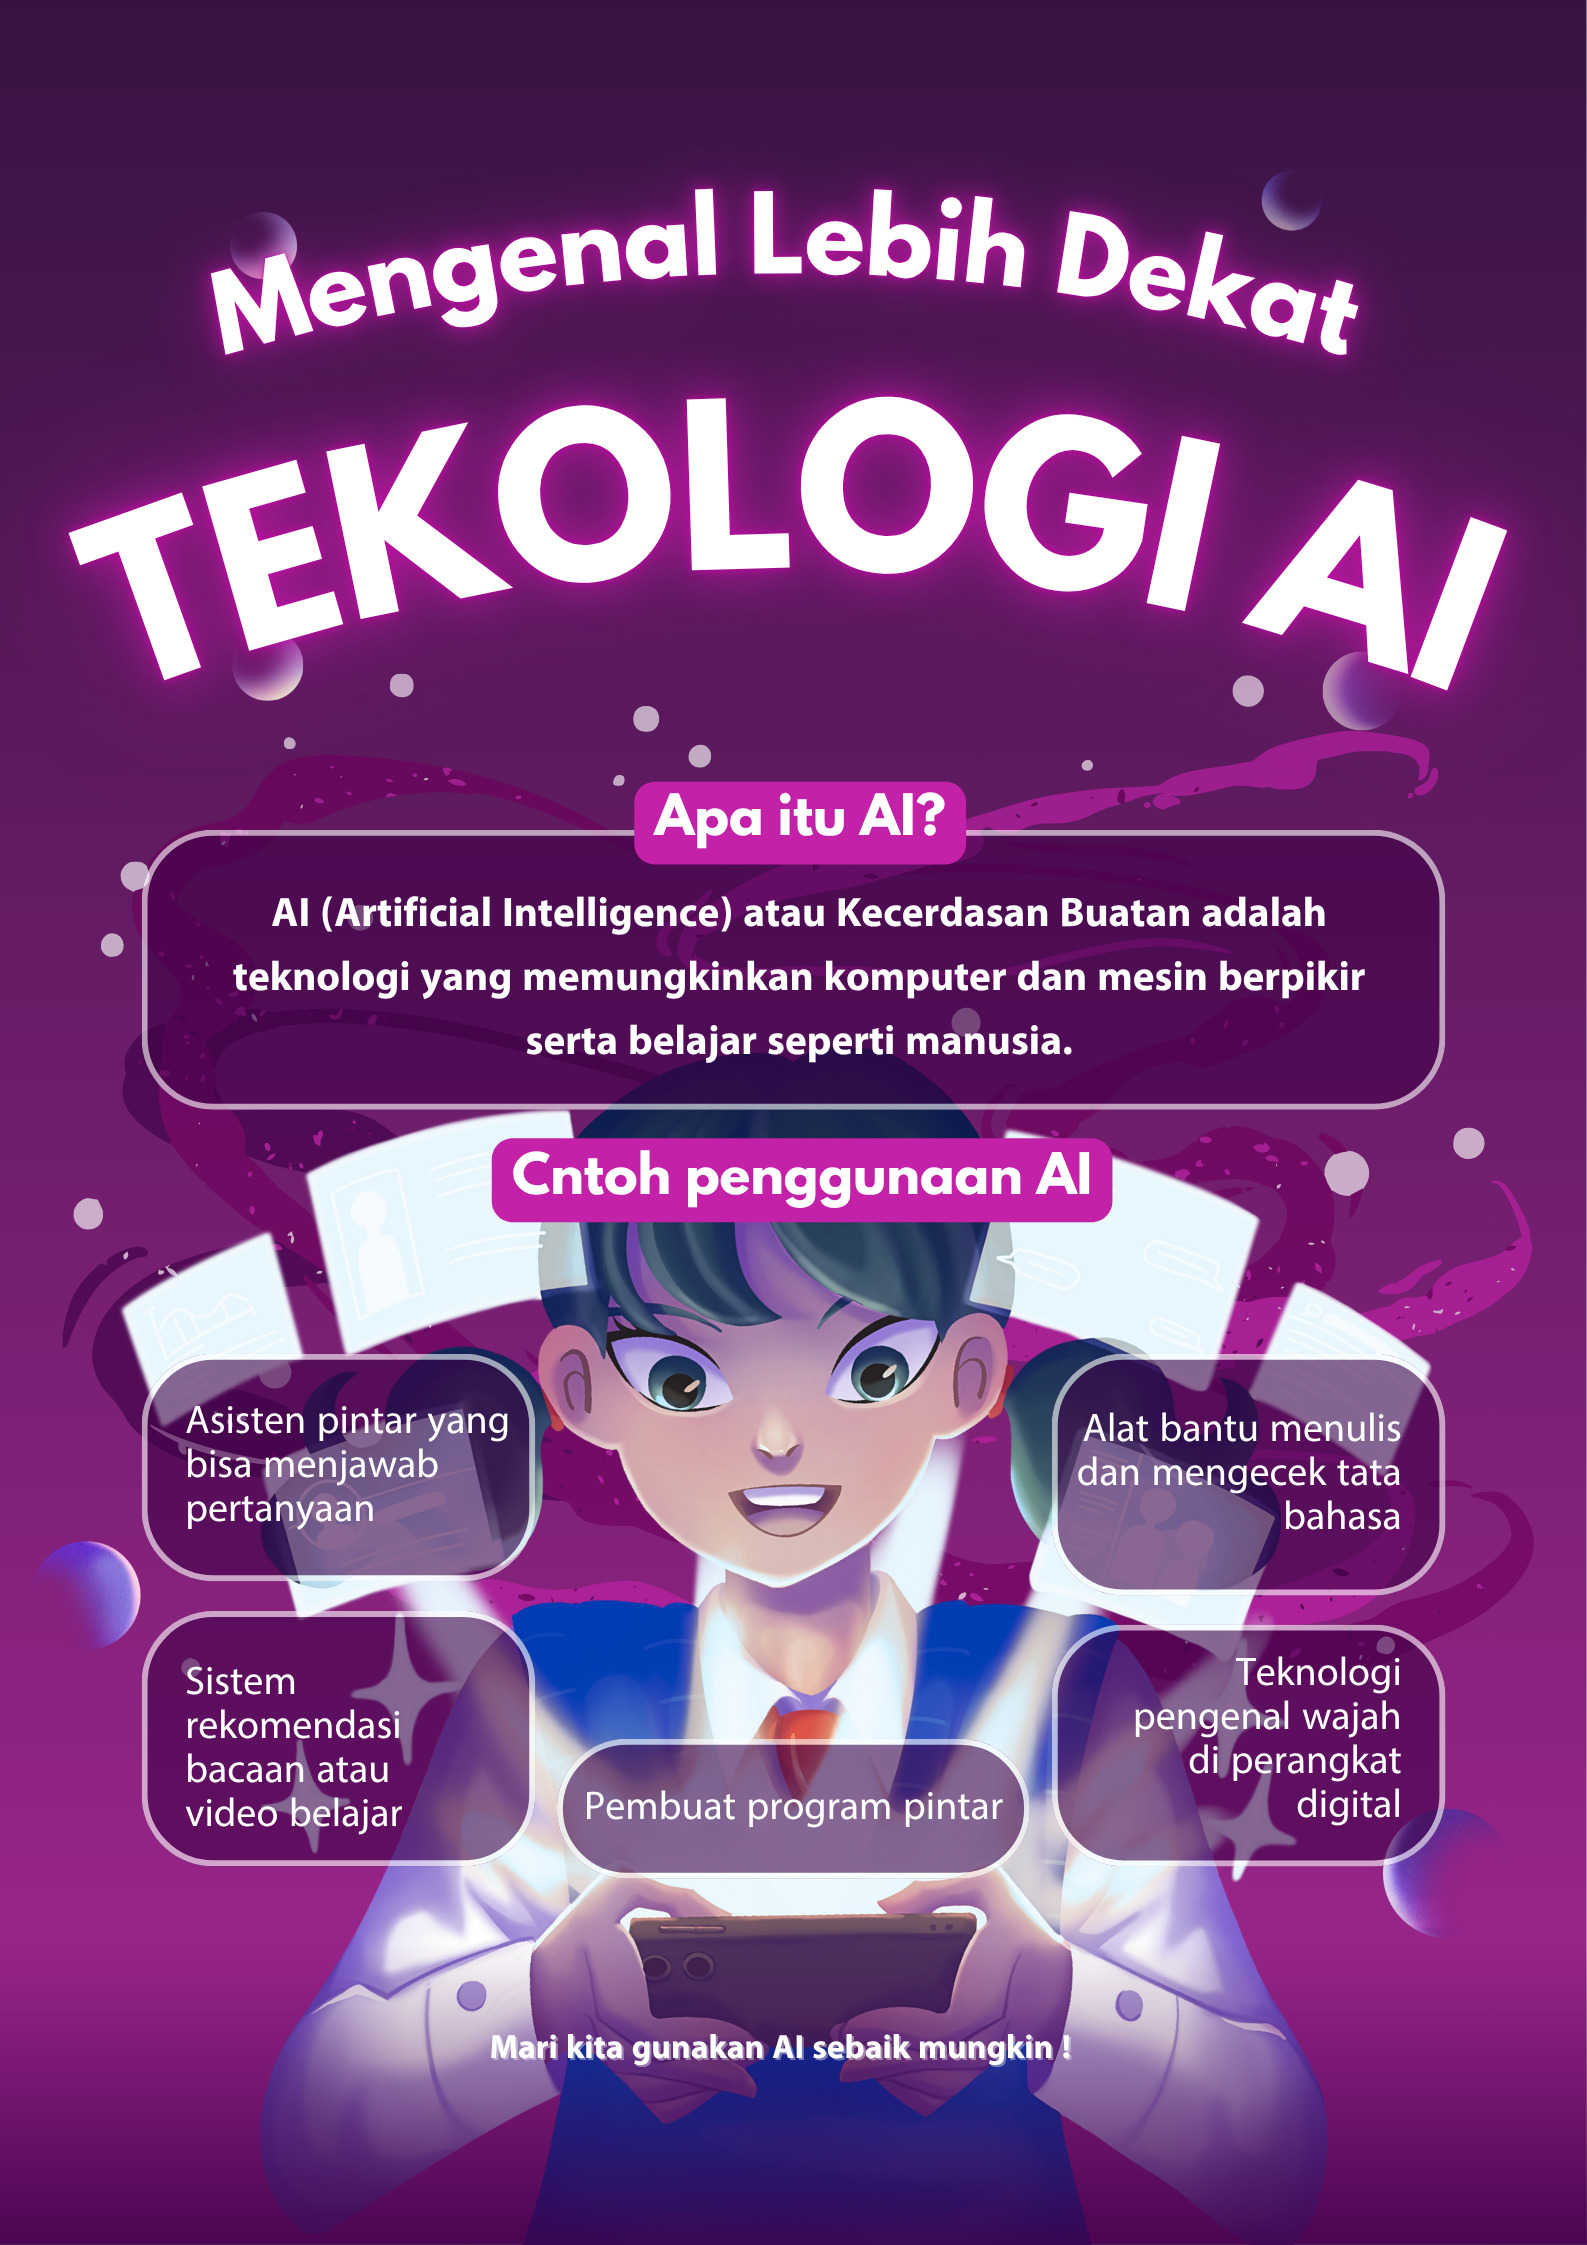 Mengenal Lebih Dekat
TEKOLOGI AI
Apa itu AI?
AI (Artificial Intelligence) atau Kecerdasan Buatan adalah
teknologi yang memungkinkan komputer dan mesin berpikir
serta belajar seperti manusia.
Cntoh penggunaan AI
Asisten pintar yang
bisa menjawab
pertanyaan
Alat bantu menulis
dan mengecek tata
bahasa
Sistem
rekomendasi
bacaan atau
video belajar
Pembuat program pintar
Teknologi
pengenal wajah
di perangkat
digital
Mari kita gunakan AI sebaik mungkin !